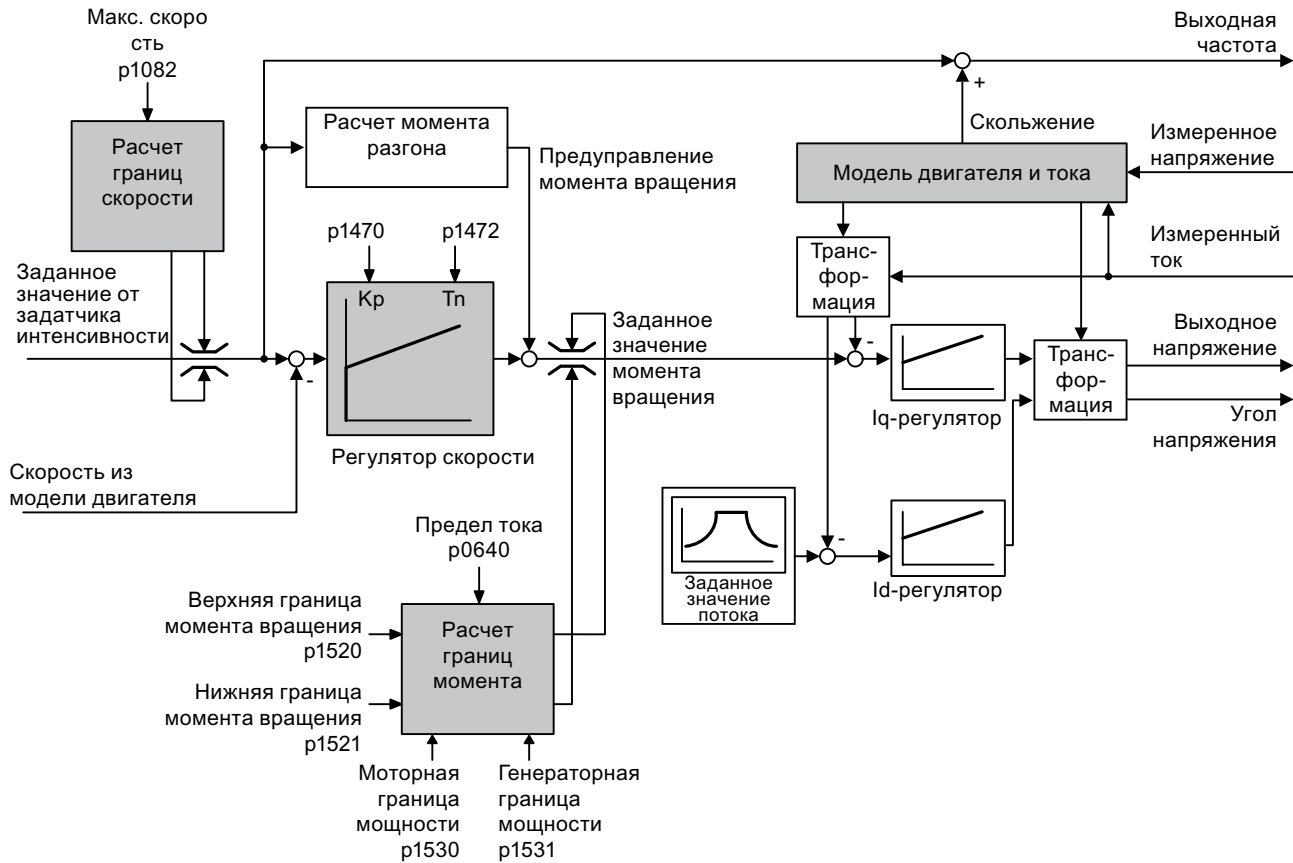 Макс. скоро
сть
p1082
Выходная
частота
+
Расчет
границ
скорости
Расчет момента
разгона
Предуправление
момента вращения
Скольжение
Модель двигателя и тока
Измеренное
напряжение
Измеренный
ток
p1470
p1472
Kp
Tn
Транс-
фор-
мация
Заданное
значение от
задатчика
интенсивности
-
Регулятор скорости
Заданное
значение
момента
вращения
-
Iq-регулятор
Транс-
фор-
мация
Выходное
напряжение
Угол
напряжения
Скорость из
модели двигателя
Предел тока
p0640
Заданное
значение
потока
-
Id-регулятор
Верхняя граница
момента вращения
p1520
Расчет
границ
момента
Нижняя граница
момента вращения
p1521
Моторная
граница
мощности
p1530
Генераторная
граница
мощности
p1531